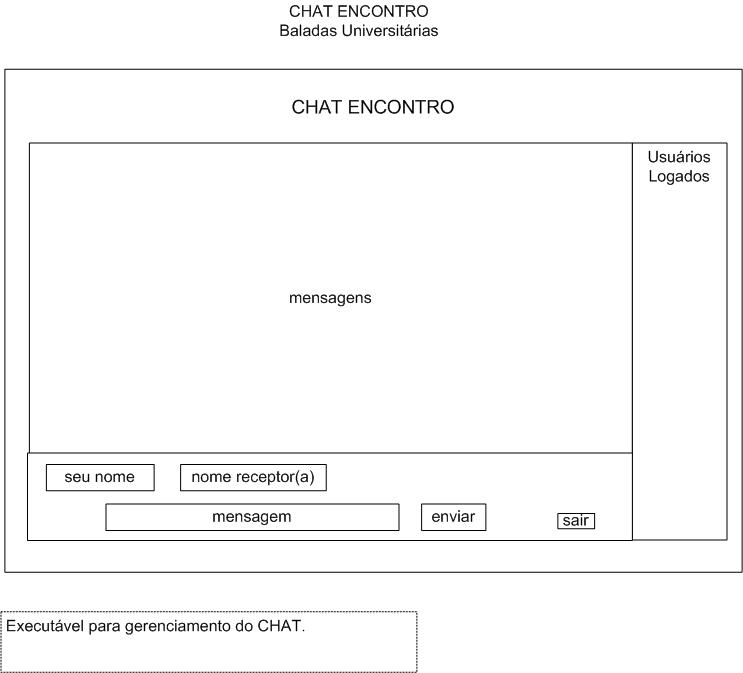 CHAT ENCONTRO
Baladas Universitárias
CHAT ENCONTRO
Usuários
Logados
mensagens
seu nome
nome receptor(a)
mensagem
enviar
sair
Executável para gerenciamento do CHAT.